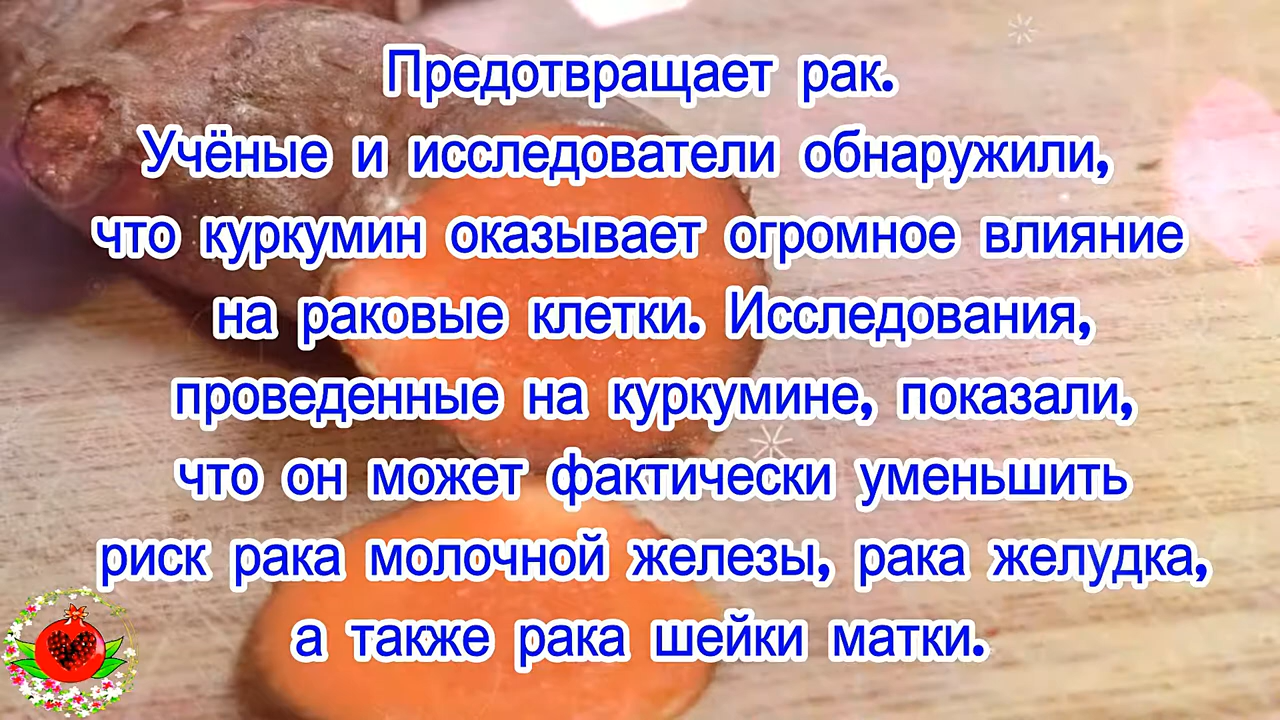 Предотвращает рак.
Учёные и исследователи обнаружили,
что куркумин оказывает огромное влияние
на раковые клетки. Исследования,
проведенные на куркумине, показали,
что он может фактически уменьшить
риск рака молочной железы, рака желудка,
а также рака шейки матки.